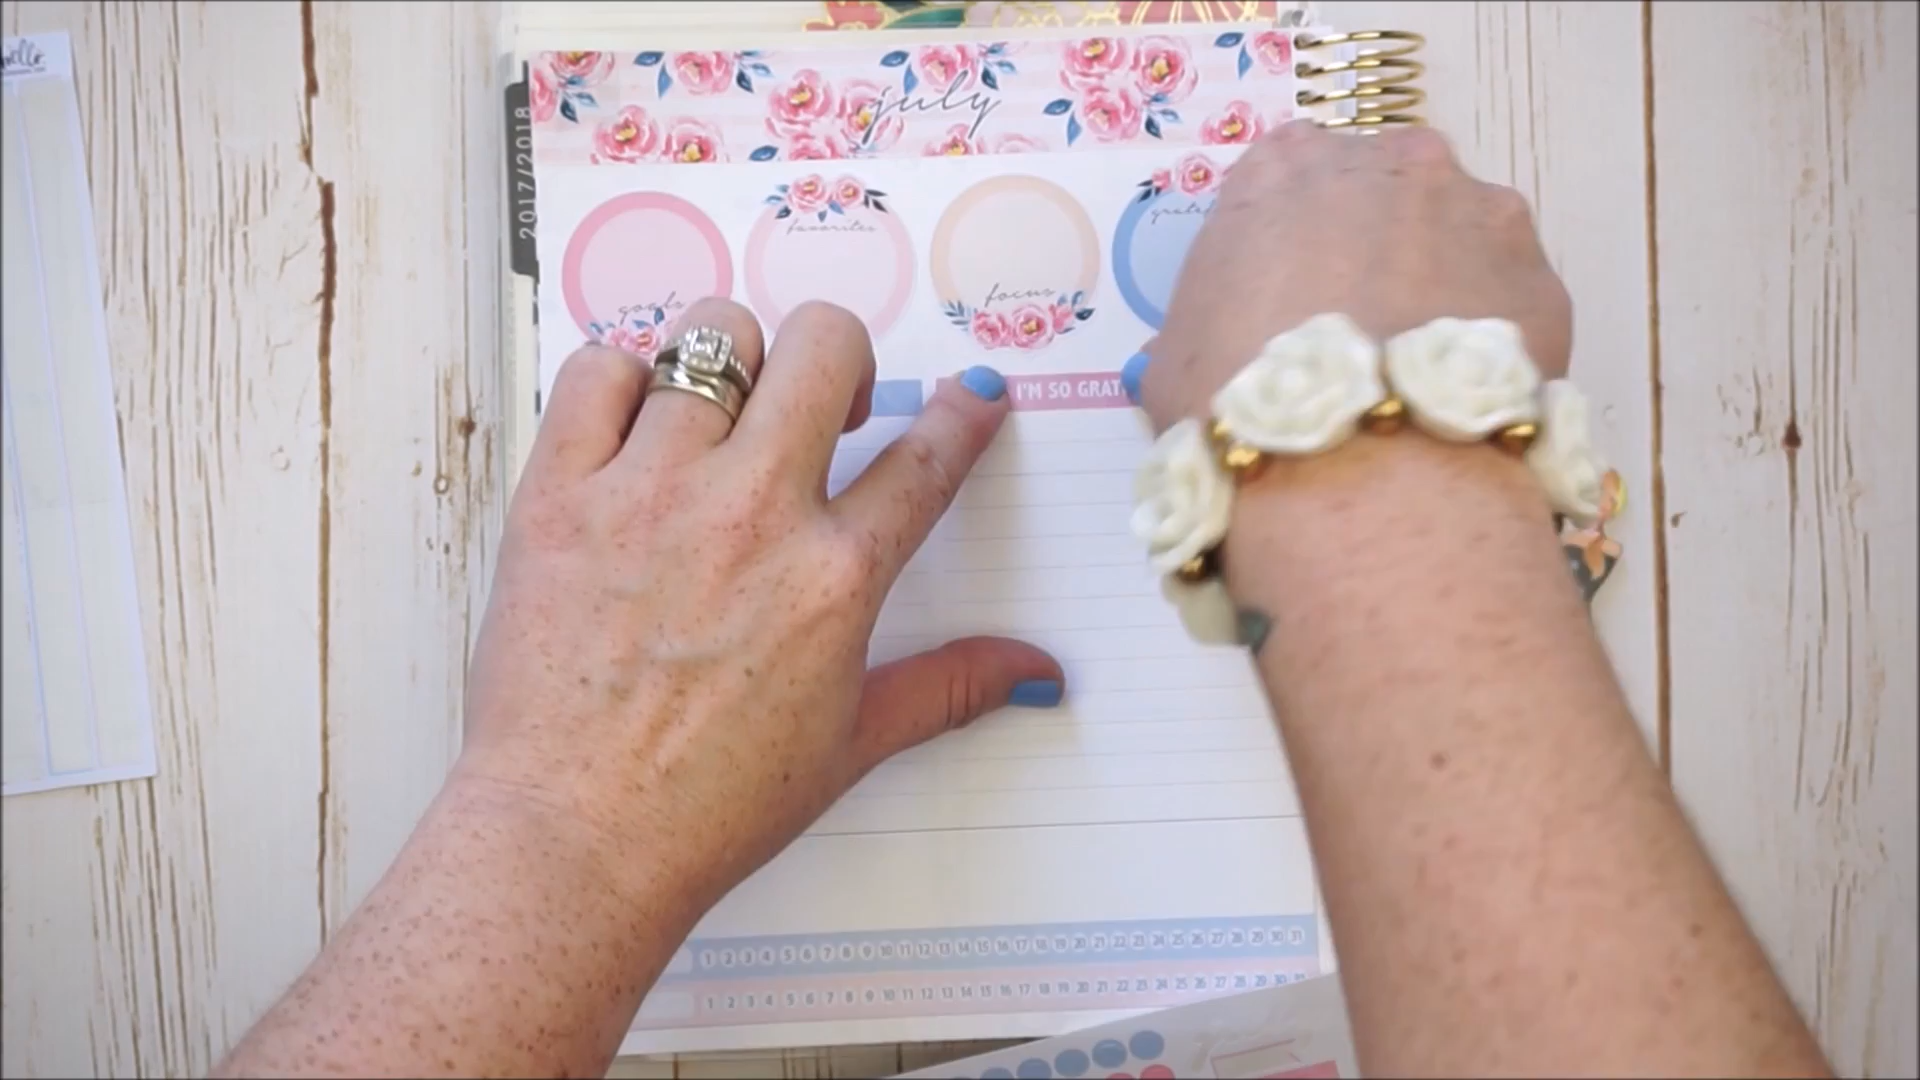 july
2017/2018
favorites
goals
focus
I'M SO
1 2 3 4 5 6 7 8 9 10 11 12 13 14 15 16 17 18 19 20 21 22 23 24 25 26 27 28 29 30 31
1 2 3 4 5 6 7 8 9 10 11 12 13 14 15 16 17 18 19 20 21 22 23 24 25 26 27 28 29